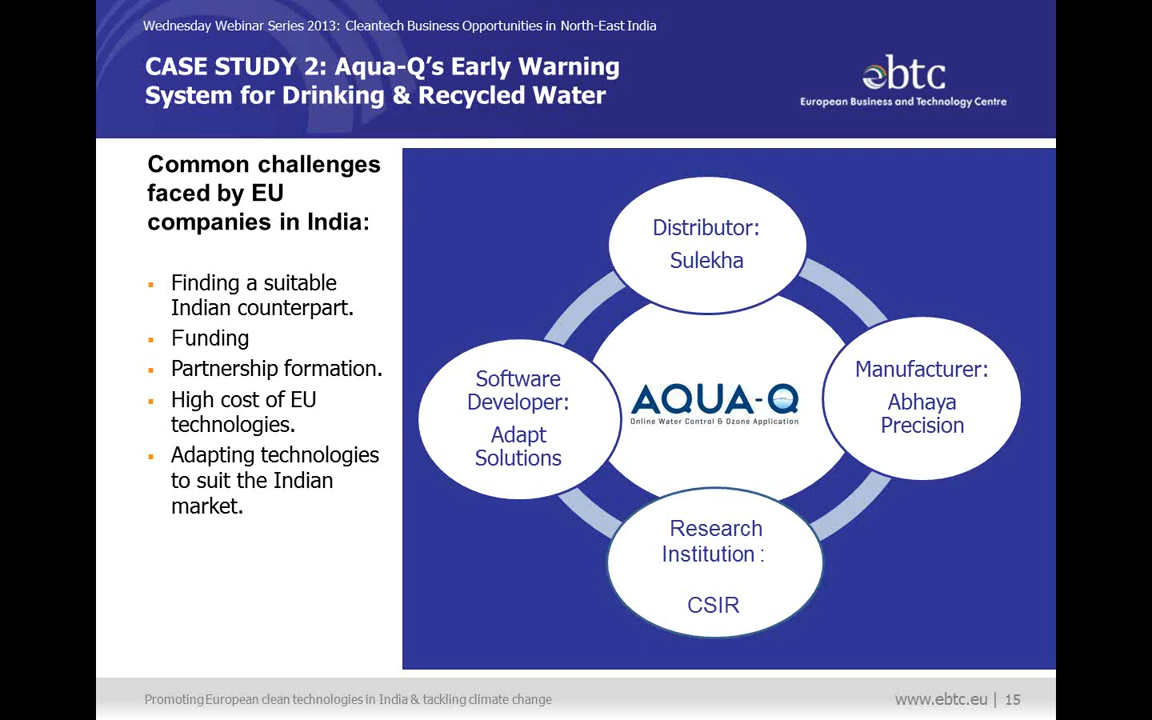 Wednesday Webinar Series 2013: Cleantech Business Opportunities in North-East India
CASE STUDY 2: Aqua-Q’s Early Warning
System for Drinking & Recycled Water
ebtc
European Business and Technology Centre
Common challenges
faced by EU
companies in India:
▪ Finding a suitable
Indian counterpart.
▪ Funding
▪ Partnership formation.
▪ High cost of EU
technologies.
▪ Adapting technologies
to suit the Indian
market.
Distributor:
Sulekha
Manufacturer:
Abhaya
Precision
Research
Institution :
CSIR
Software
Developer:
Adapt
Solutions
AQUA-Q
Online Water Control & Ozone Application
Promoting European clean technologies in India & tackling climate change
www.ebtc.eu | 15